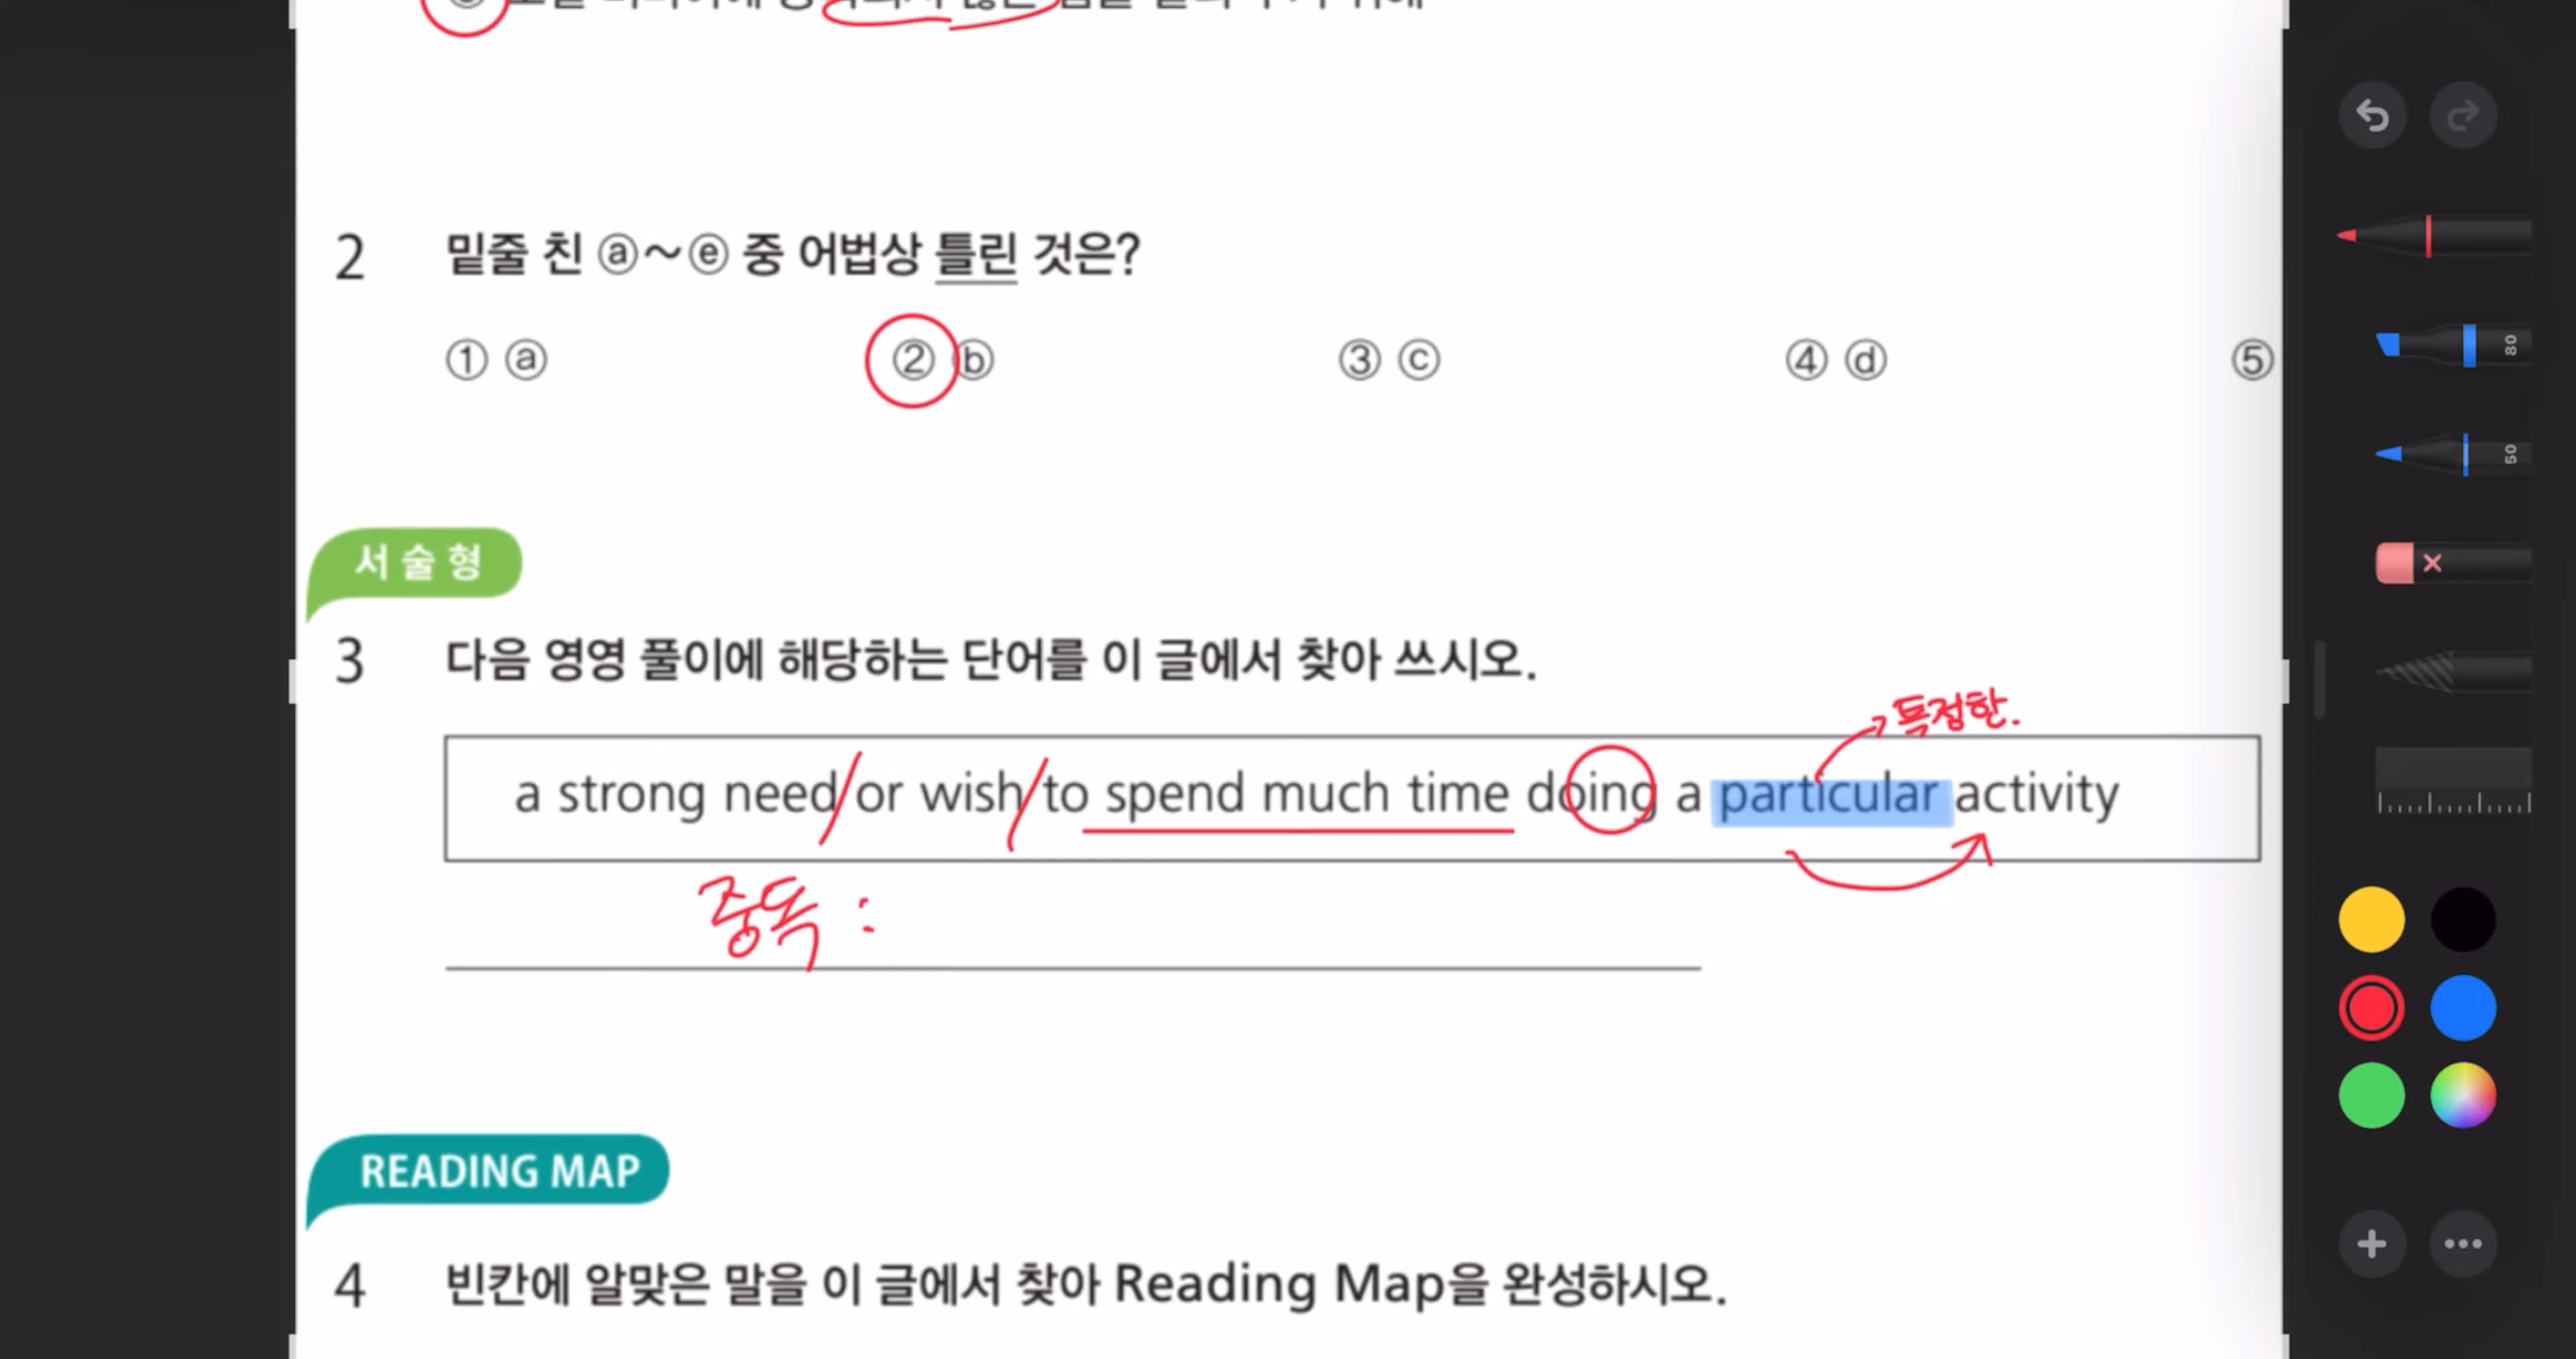 2 밑줄 친 ⓐ~ⓔ 중 어법상 틀린 것은?
① ⓐ ② ⓑ ③ ⓒ ④ ⓓ ⑤
서술형
3 다음 영영 풀이에 해당하는 단어를 이 글에서 찾아 쓰시오.
특정한.
a strong need/or wish/to spend much time doing a particular activity
중독 :
READING MAP
4 빈칸에 알맞은 말을 이 글에서 찾아 Reading Map을 완성하시오.
80
50